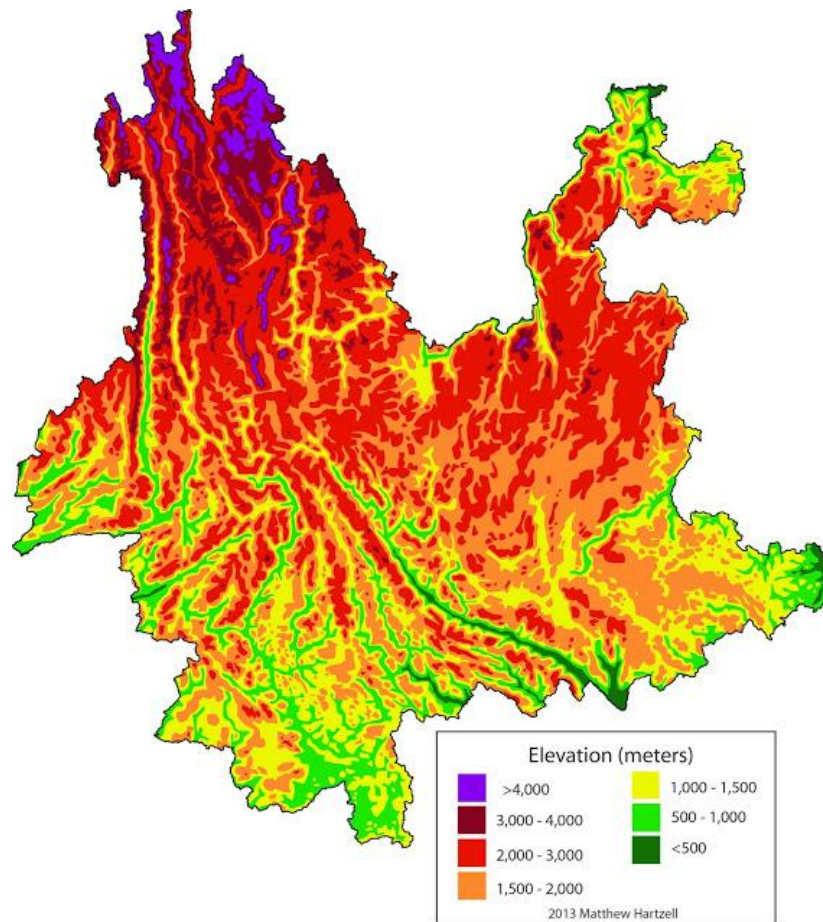 Elevation (meters)
>4,000
3,000 - 4,000
2,000 - 3,000
1,500 - 2,000
1,000 - 1,500
500 - 1,000
<500
2013 Matthew Hartzell